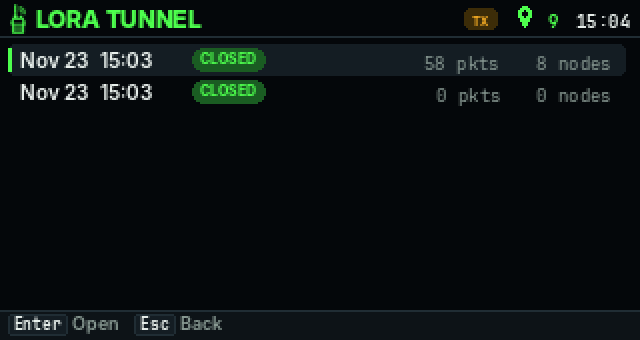 LORA TUNNEL TX 9 15:04
Nov 23 15:03 CLOSED 58 pkts 8 nodes
Nov 23 15:03 CLOSED 0 pkts 0 nodes
Enter Open Esc Back